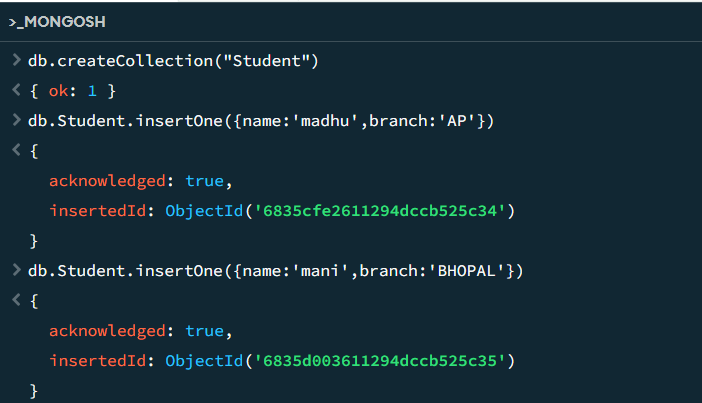 >_MONGOSH
> db.createCollection("Student")
< { ok: 1 }
> db.Student.insertOne({name:'madhu',branch:'AP'})
< {
acknowledged: true,
insertedId: ObjectId('6835cfe2611294dccb525c34')
}
> db.Student.insertOne({name:'mani',branch:'BHOPAL'})
< {
acknowledged: true,
insertedId: ObjectId('6835d003611294dccb525c35')
}